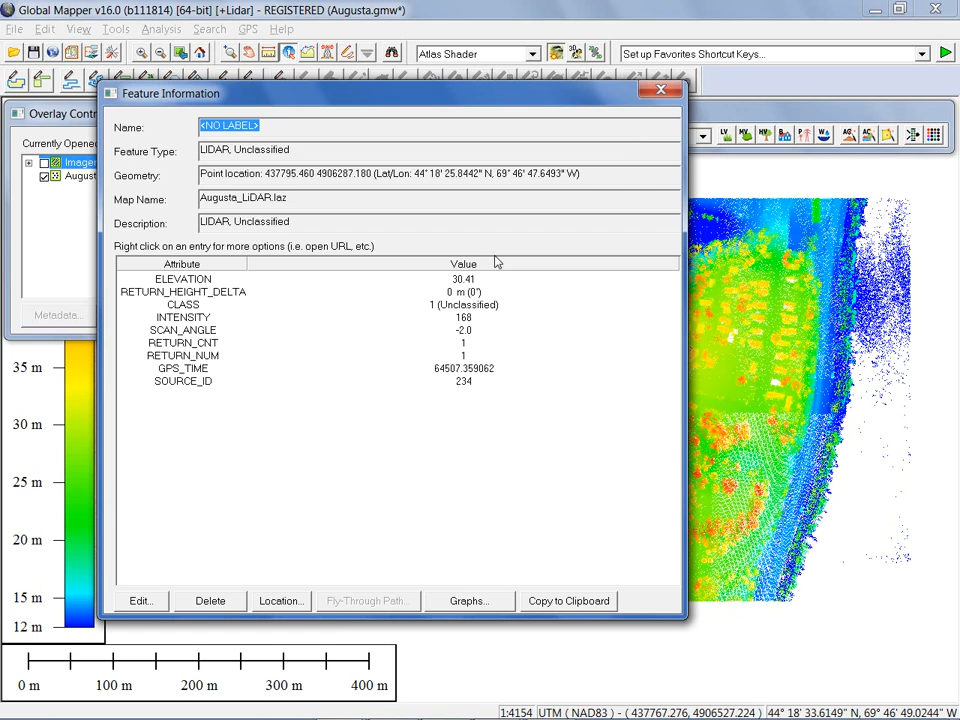 Global Mapper v16.0 (b111814) [64-bit] [+Lidar] - REGISTERED (Augusta.gmw*)
File Edit View Tools Analysis Search GPS Help
Atlas Shader
Set up Favorites Shortcut Keys...
Overlay Contr
Currently Opene
Imager
August
Metadata...
LV MV HV
Feature Information
Name: <NO LABEL>
Feature Type: LIDAR, Unclassified
Geometry: Point location: 437795.460 4906287.180 (Lat/Lon: 44° 18' 25.8442" N, 69° 46' 47.6493" W)
Map Name: Augusta_LiDAR.laz
Description: LIDAR, Unclassified
Right click on an entry for more options (i.e. open URL, etc.)
Attribute Value
ELEVATION 30.41
RETURN_HEIGHT_DELTA 0 m (0")
CLASS 1 (Unclassified)
INTENSITY 168
SCAN_ANGLE -2.0
RETURN_CNT 1
RETURN_NUM 1
GPS_TIME 64507.359062
SOURCE_ID 234
Edit... Delete Location... Fly-Through Path... Graphs... Copy to Clipboard
35 m
30 m
25 m
20 m
15 m
12 m
0 m 100 m 200 m 300 m 400 m
1:4154 UTM ( NAD83 ) - ( 437767.276, 4906527.224 ) 44° 18' 33.6149" N, 69° 46' 49.0244" W